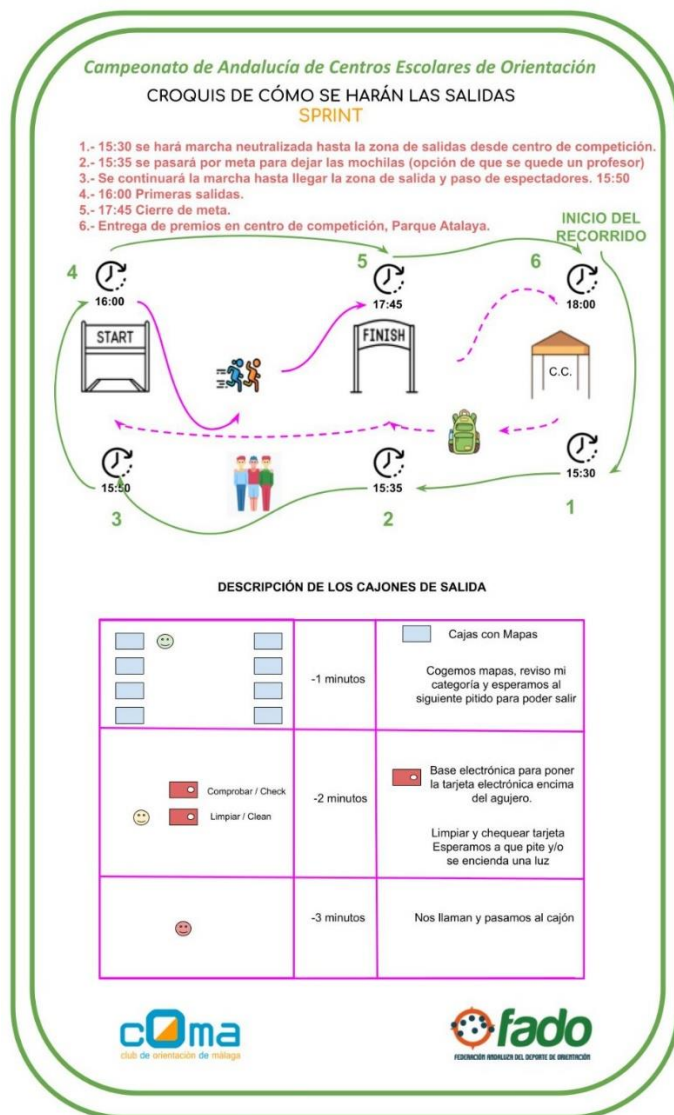 Campeonato de Andalucía de Centros Escolares de Orientación
CROQUIS DE CÓMO SE HARÁN LAS SALIDAS
SPRINT
1.- 15:30 se hará marcha neutralizada hasta la zona de salidas desde centro de competición.
2.- 15:35 se pasará por meta para dejar las mochilas (opción de que se quede un profesor)
3.- Se continuará la marcha hasta llegar la zona de salida y paso de espectadores. 15:50
4.- 16:00 Primeras salidas.
5.- 17:45 Cierre de meta.
6.- Entrega de premios en centro de competición, Parque Atalaya.
INICIO DEL
RECORRIDO
4
16:00
5
17:45
6
18:00
START
FINISH
C.C.
15:50
3
15:35
2
15:30
1
DESCRIPCIÓN DE LOS CAJONES DE SALIDA
-1 minutos
Cajas con Mapas
Cogemos mapas, reviso mi
categoría y esperamos al
siguiente pitido para poder salir
Comprobar / Check
Limpiar / Clean
-2 minutos
Base electrónica para poner
la tarjeta electrónica encima
del agujero.
Limpiar y chequear tarjeta
Esperamos a que pite y/o
se encienda una luz
-3 minutos
Nos llaman y pasamos al cajón
cOma
club de orientación de málaga
fado
FEDERACIÓN ANDALUZA DEL DEPORTE DE ORIENTACIÓN